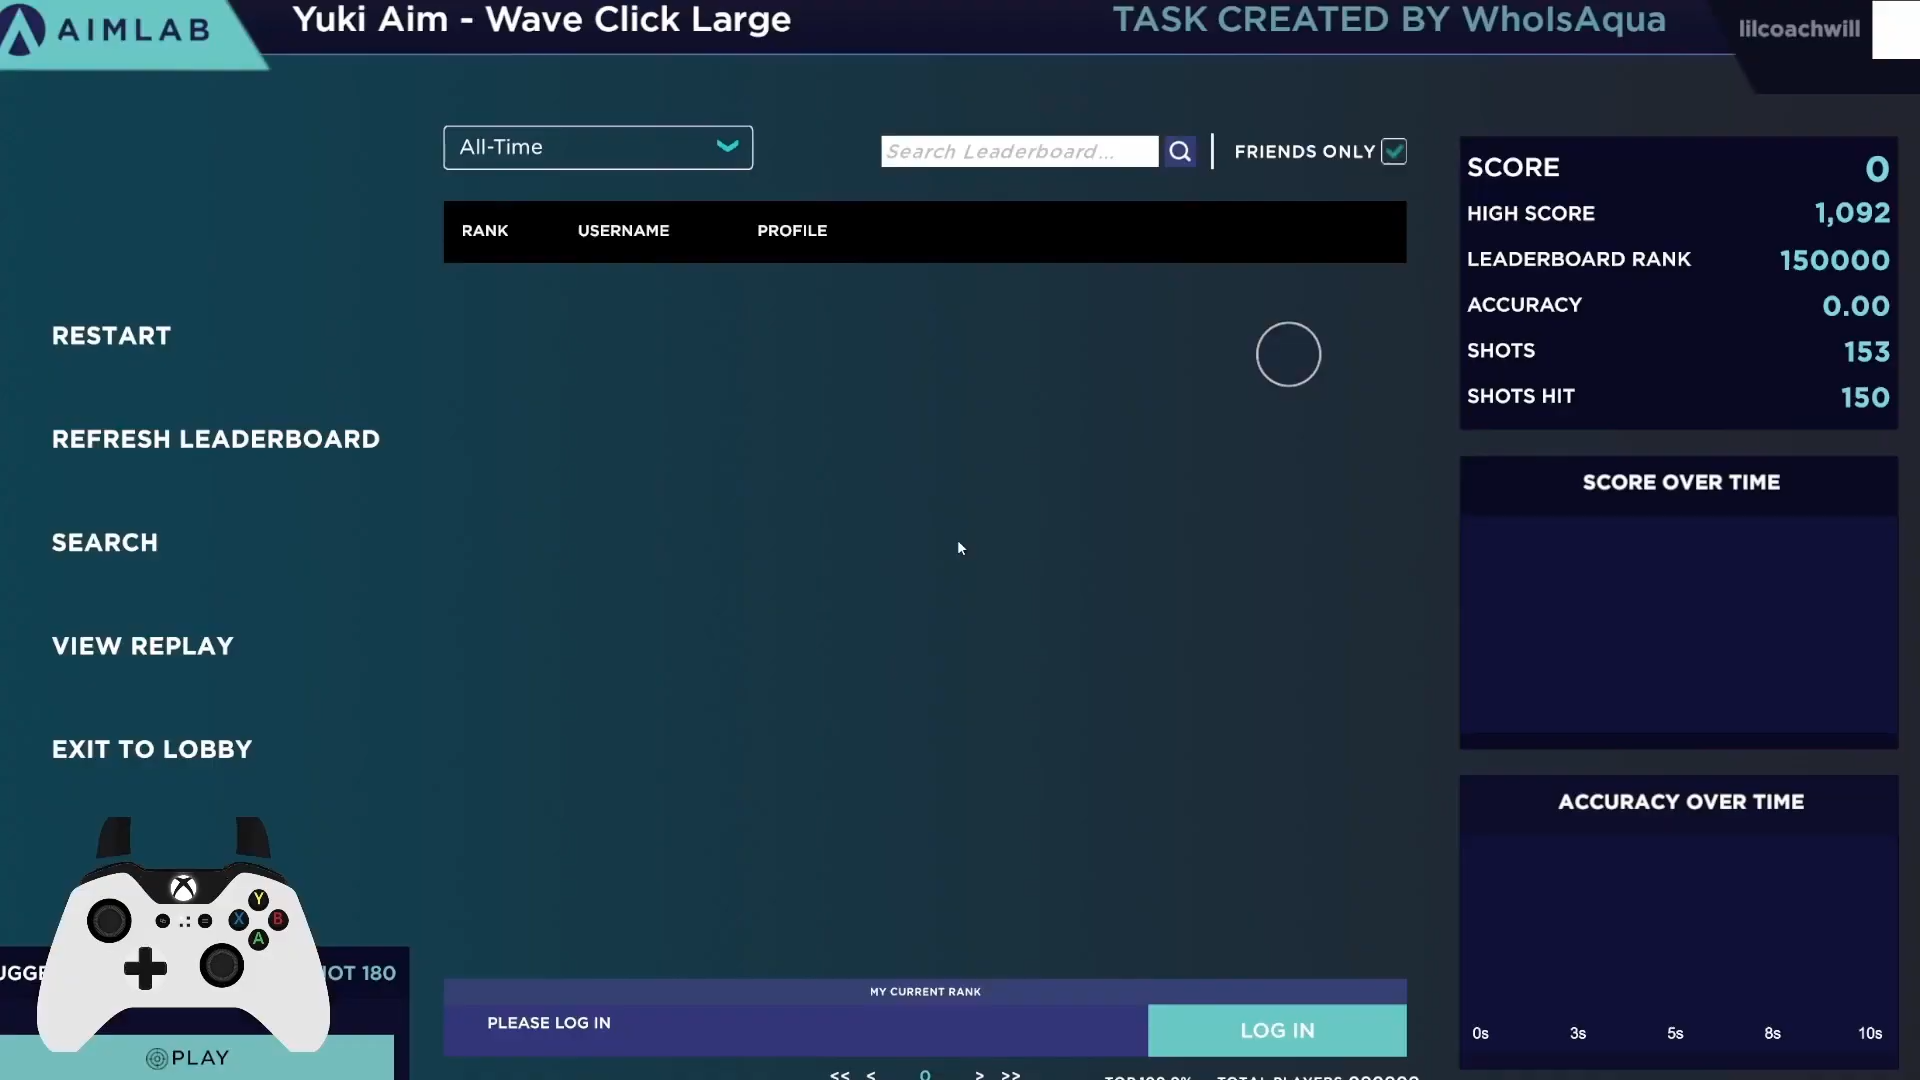 AIMLAB
Yuki Aim - Wave Click Large
TASK CREATED BY WhoIsAqua
lilcoachwill
All-Time
Search Leaderboard...
FRIENDS ONLY
RANK USERNAME PROFILE
RESTART
REFRESH LEADERBOARD
SEARCH
VIEW REPLAY
EXIT TO LOBBY
SCORE 0
HIGH SCORE 1,092
LEADERBOARD RANK 150000
ACCURACY 0.00
SHOTS 153
SHOTS HIT 150
SCORE OVER TIME
ACCURACY OVER TIME
0s 3s 5s 8s 10s
Y
X B
A
180
PLAY
MY CURRENT RANK
PLEASE LOG IN
LOG IN
<< < 0 > >>
TOTAL PLAYERS